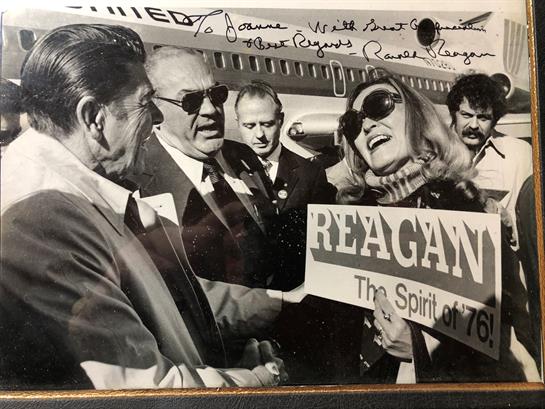 UNITED
To Joanne – With Great Appreciation
& Best Regards Ronald Reagan
REAGAN
The Spirit of '76!